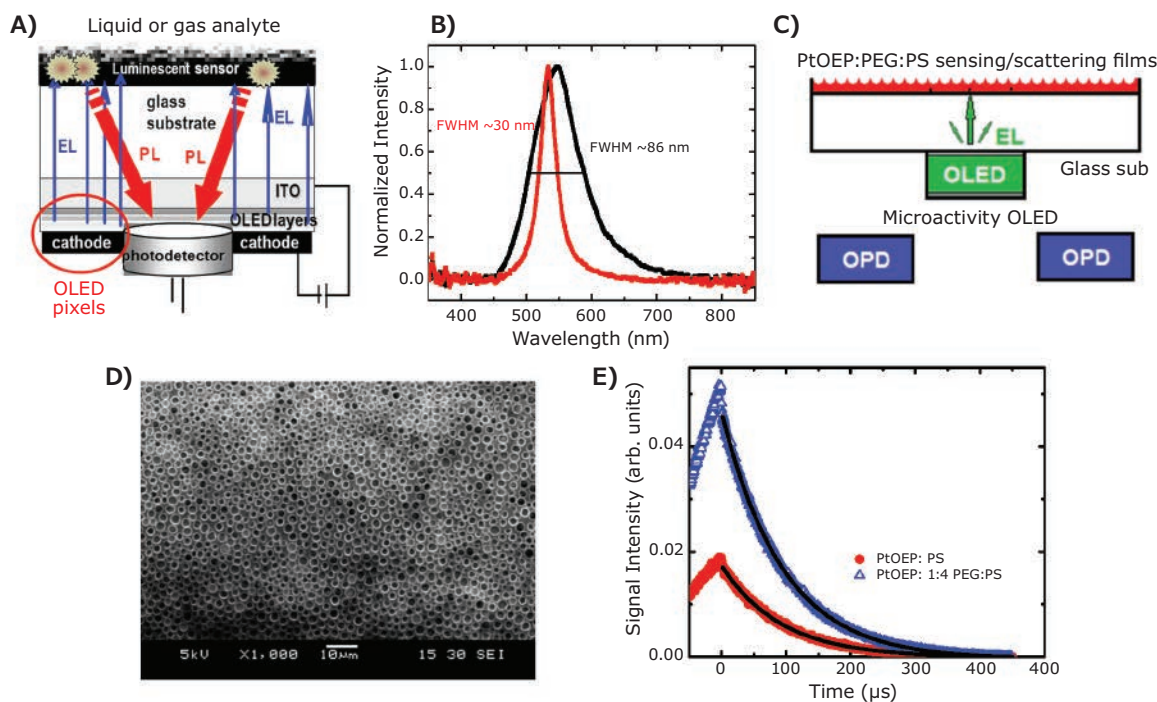 A)
Liquid or gas analyte
Luminescent sensor
glass
substrate
EL
PL
PL
EL
ITO
OLED layers
cathode
cathode
photodetector
OLED
pixels
B)
Normalized Intensity
1.0
0.8
0.6
0.4
0.2
0.0
FWHM ~30 nm
FWHM ~86 nm
400 500 600 700 800
Wavelength (nm)
C)
PtOEP:PEG:PS sensing/scattering films
EL
OLED
Glass sub
Microactivity OLED
OPD
OPD
D)
5kV X1,000 10µm 15 30 SEI
E)
Signal Intensity (arb. units)
0.04
0.02
0.00
PtOEP: PS
PtOEP: 1:4 PEG:PS
0 100 200 300 400 400
Time (µs)